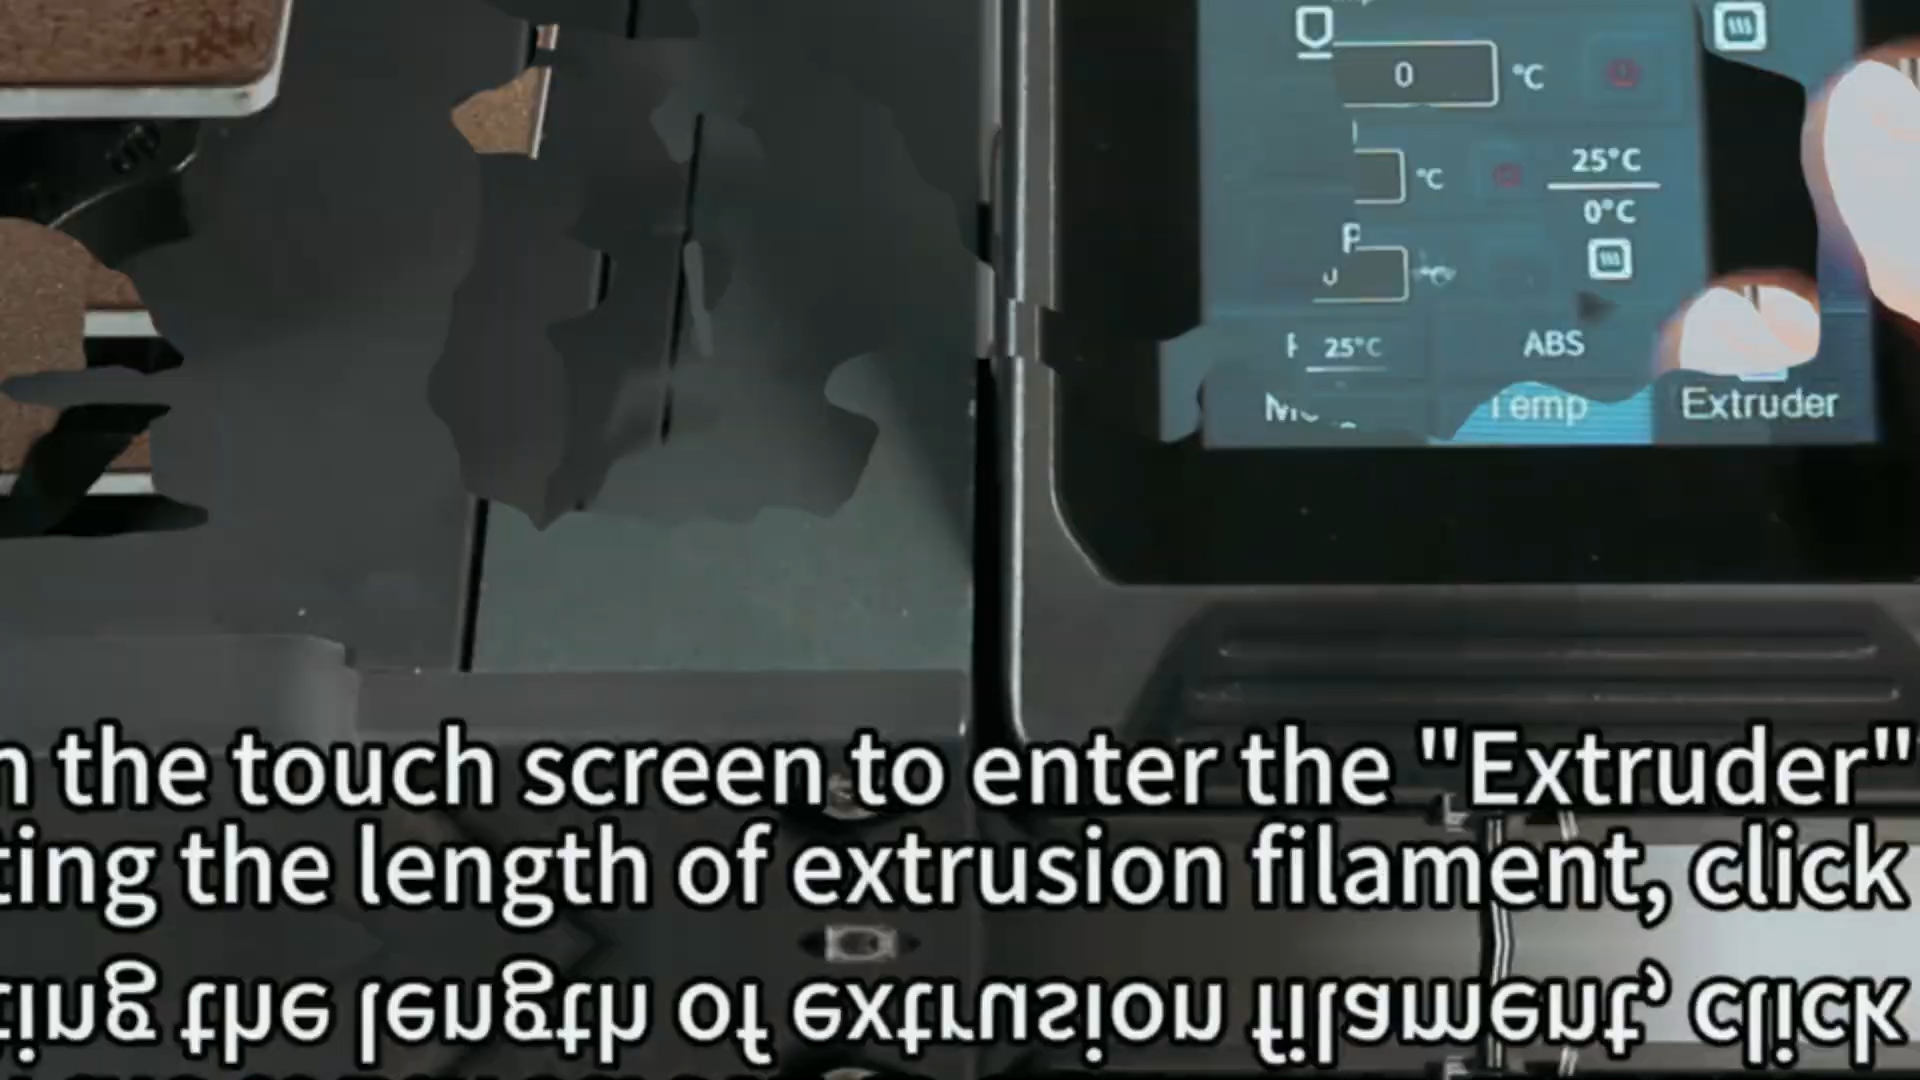 0 °C
°C 25°C
0°C
P
°C
25°C ABS
Temp Extruder
the touch screen to enter the "Extruder"
ting the length of extrusion filament, click
ting the length of extrusion filament, click